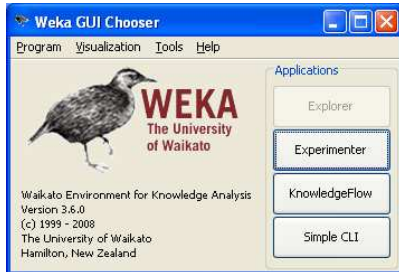 Weka GUI Chooser
Program Visualization Tools Help
WEKA
The University
of Waikato
Waikato Environment for Knowledge Analysis
Version 3.6.0
(c) 1999 - 2008
The University of Waikato
Hamilton, New Zealand
Applications
Explorer
Experimenter
KnowledgeFlow
Simple CLI